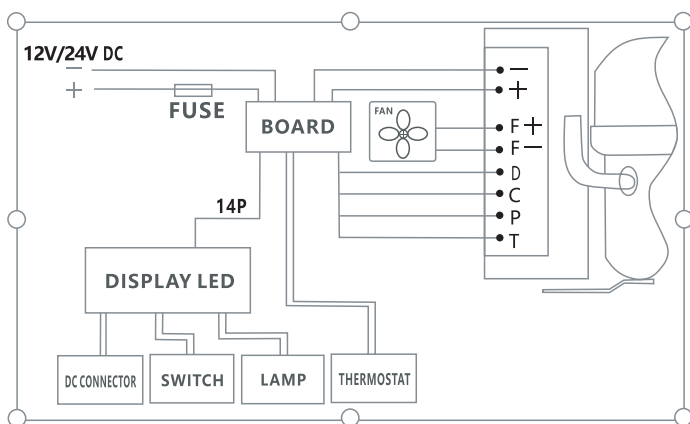 12V/24V DC
−
+
FUSE
BOARD
FAN
−
+
F+
F−
D
C
P
T
14P
DISPLAY LED
DC CONNECTOR
SWITCH
LAMP
THERMOSTAT